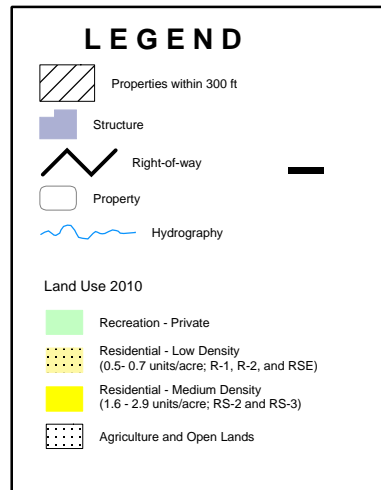 LEGEND
Properties within 300 ft
Structure
Right-of-way
Property
Hydrography
Land Use 2010
Recreation - Private
Residential - Low Density
(0.5- 0.7 units/acre; R-1, R-2, and RSE)
Residential - Medium Density
(1.6 - 2.9 units/acre; RS-2 and RS-3)
Agriculture and Open Lands